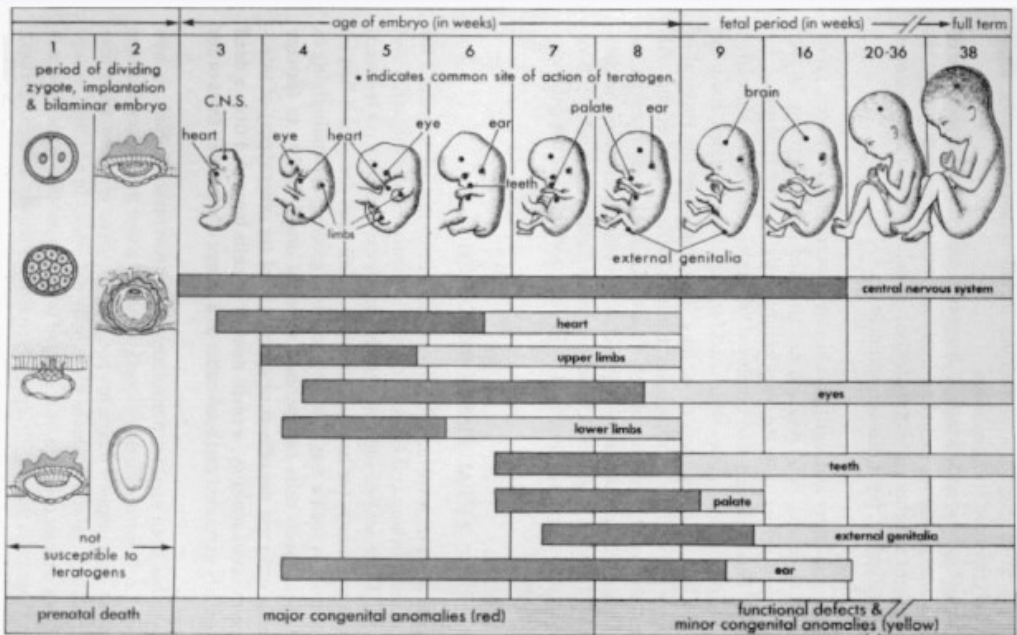 age of embryo (in weeks)
fetal period (in weeks)
full term
1
2
3
4
5
6
7
8
9
16
20-36
38
period of dividing
zygote, implantation
& bilaminar embryo
• indicates common site of action of teratogen.
C.N.S.
heart
eye
heart
eye
ear
palate
ear
brain
limbs
teeth
external genitalia
central nervous system
heart
upper limbs
eyes
lower limbs
teeth
palate
external genitalia
ear
not
susceptible to
teratogens
prenatal death
major congenital anomalies (red)
functional defects &
minor congenital anomalies (yellow)